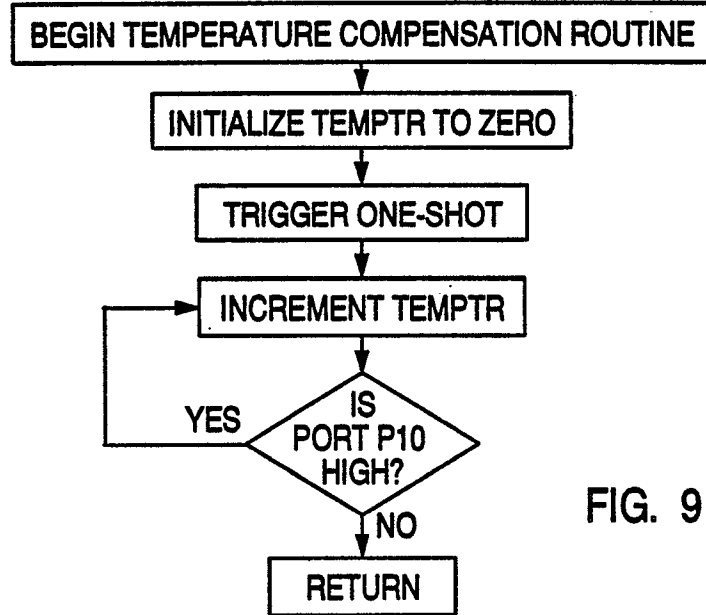 BEGIN TEMPERATURE COMPENSATION ROUTINE
INITIALIZE TEMPTR TO ZERO
TRIGGER ONE-SHOT
INCREMENT TEMPTR
YES
IS
PORT P10
HIGH?
NO
RETURN
FIG. 9